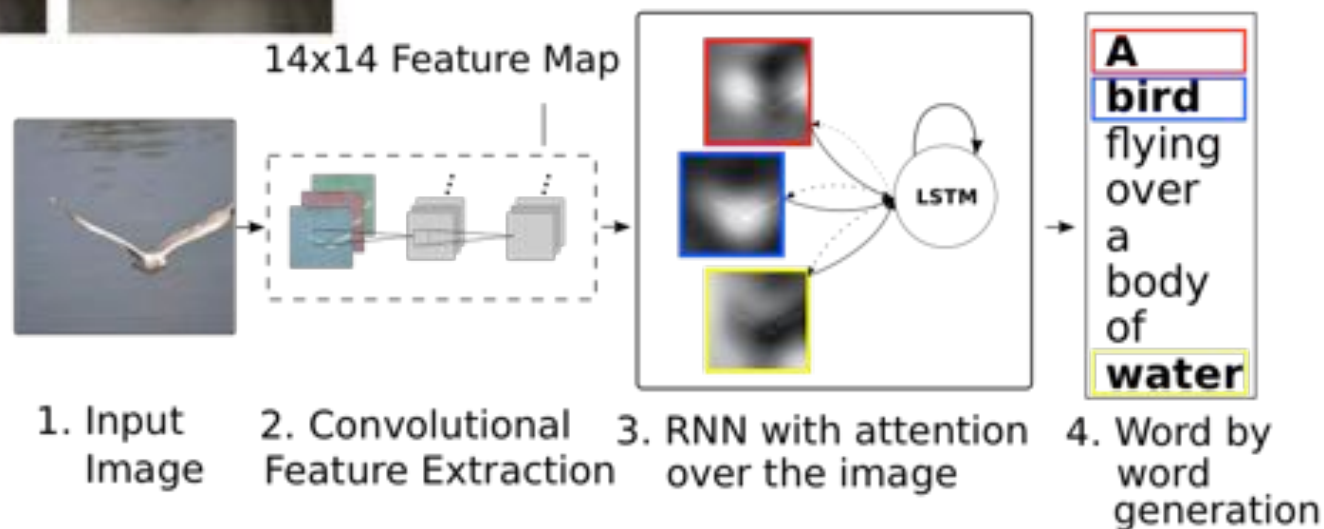 14x14 Feature Map
LSTM
A
bird
flying
over
a
body
of
water
1. Input
Image
2. Convolutional
Feature Extraction
3. RNN with attention
over the image
4. Word by
word
generation